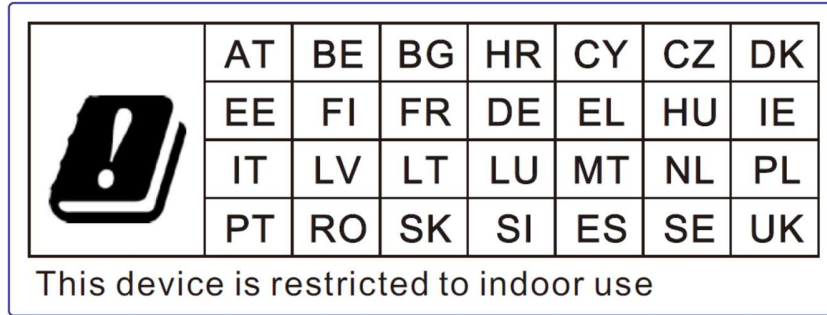 AT BE BG HR CY CZ DK
EE FI FR DE EL HU IE
IT LV LT LU MT NL PL
PT RO SK SI ES SE UK
This device is restricted to indoor use